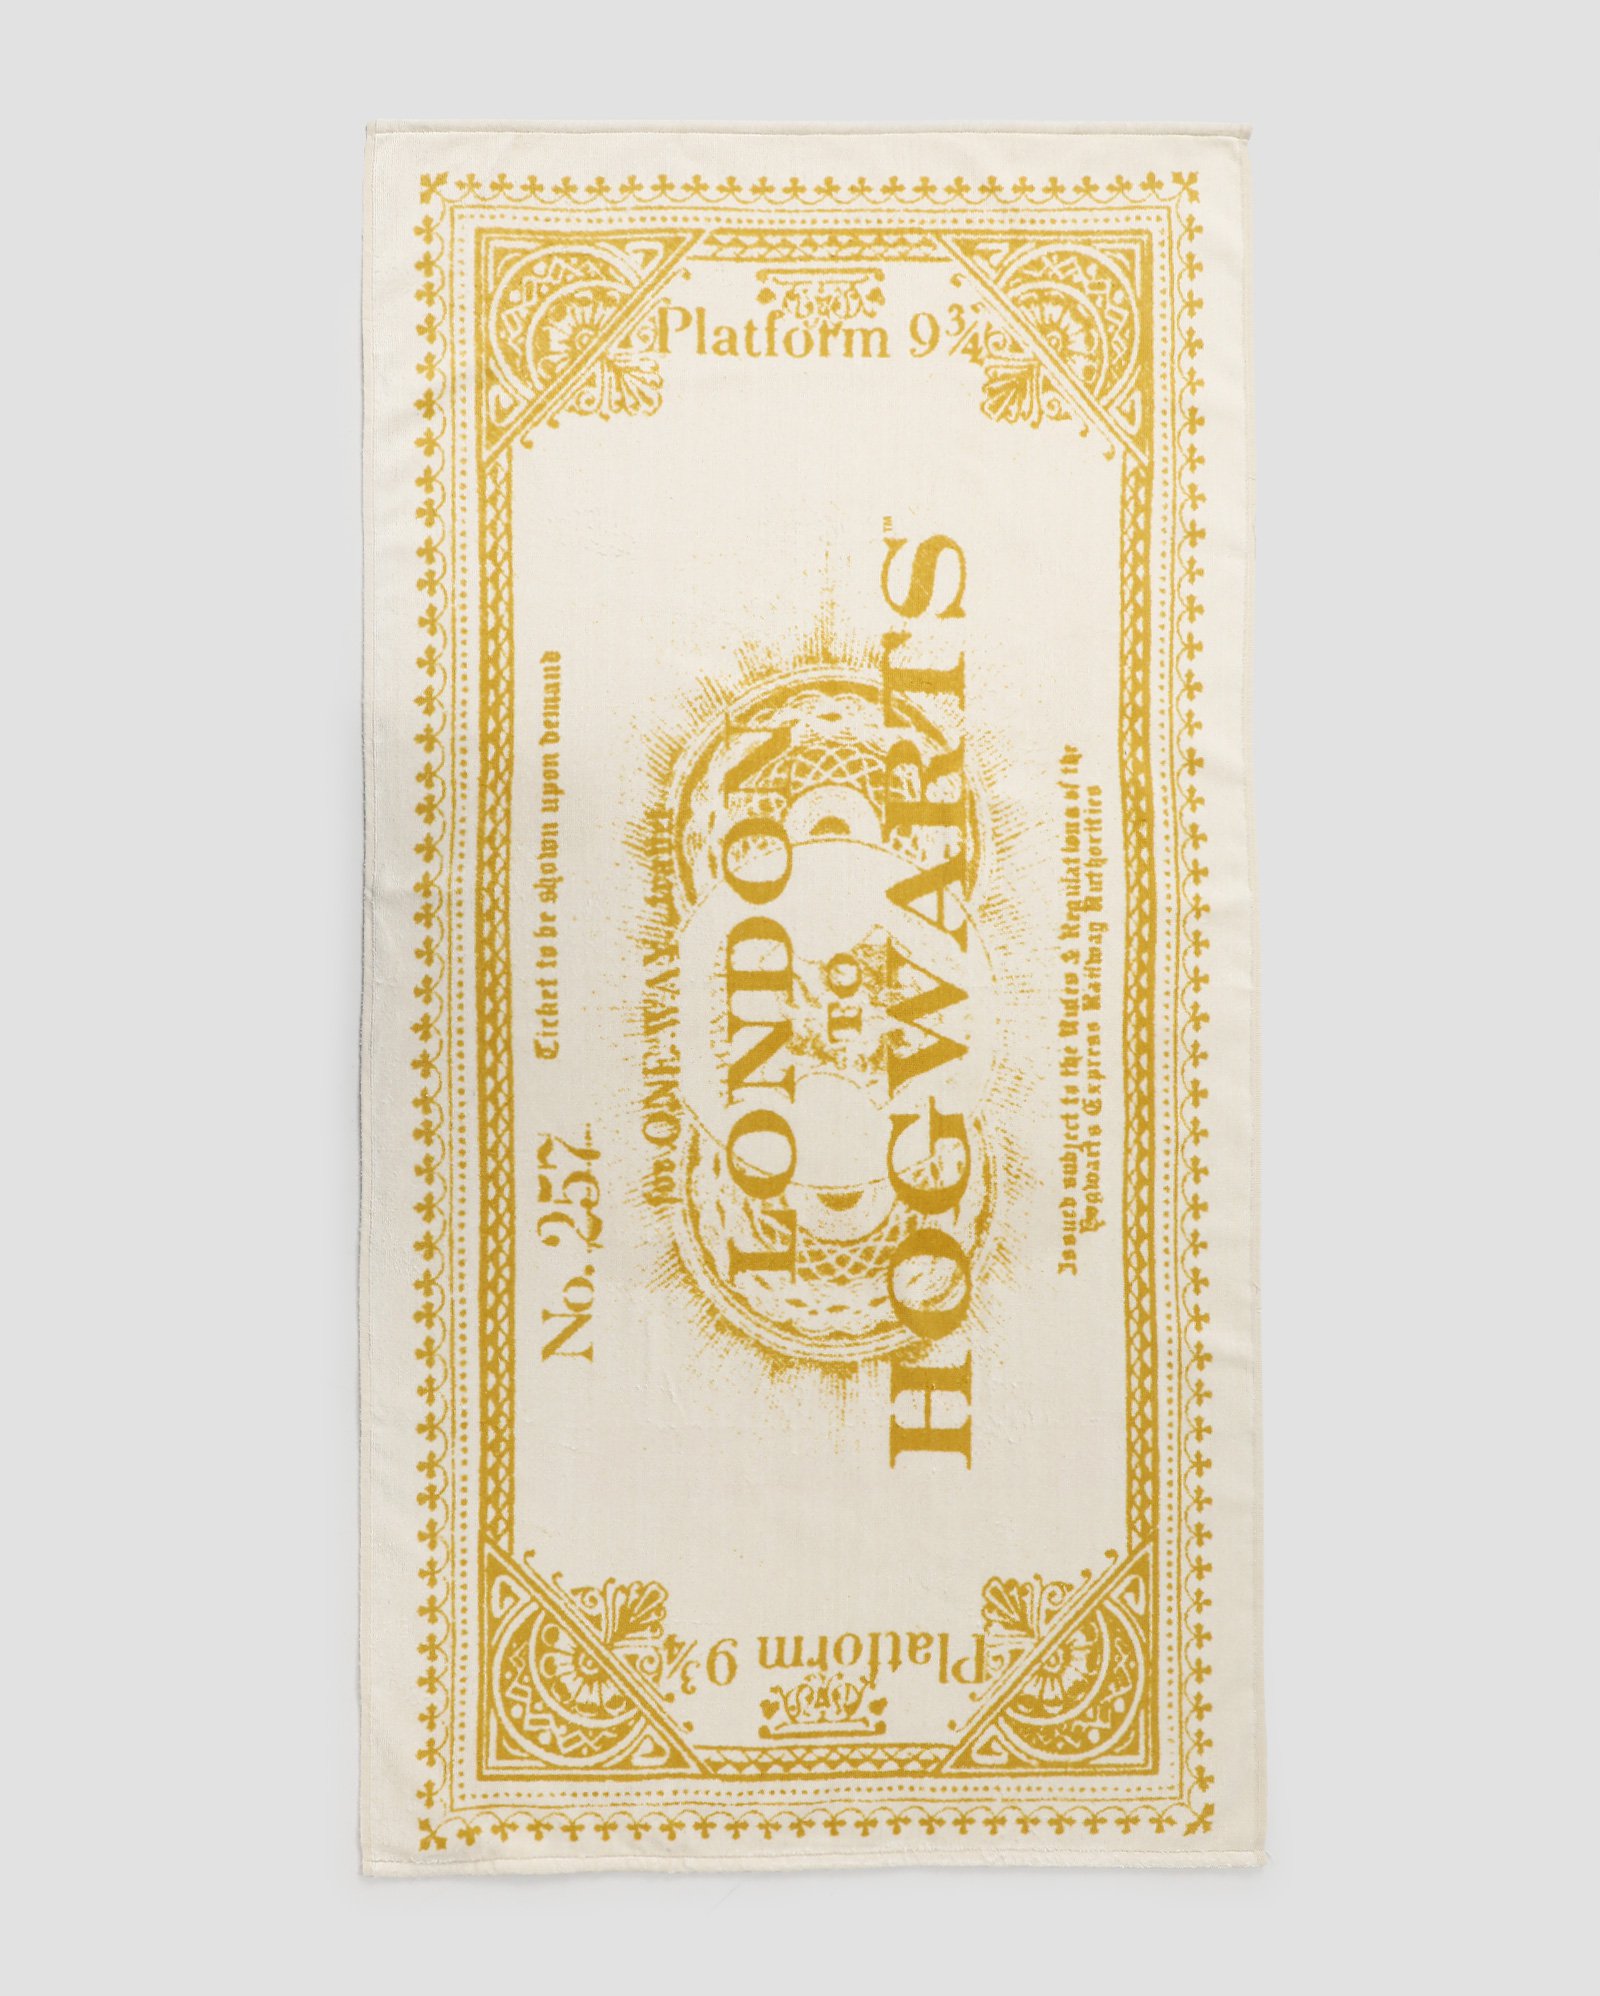 Platform 9¾
No. 257
Ticket to be shown upon demand
for ONE WAY travel
LONDON
TO
HOGWARTS™
Issued subject to the Rules & Regulations of the
Hogwarts Express Railway Authorities
Platform 9¾